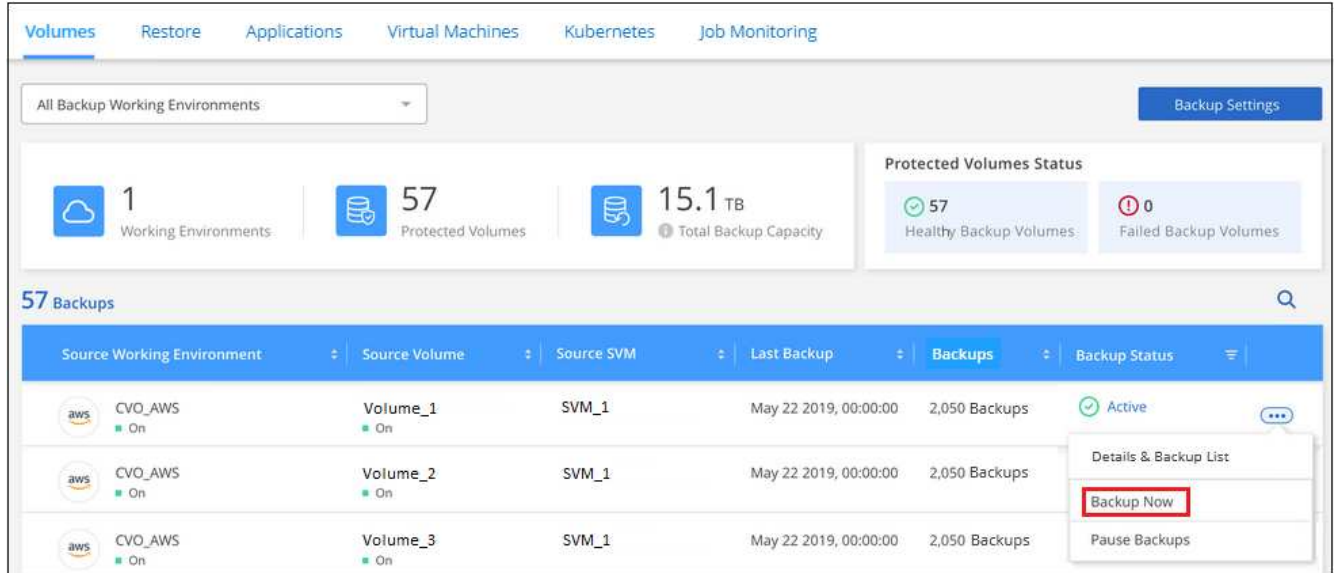 Volumes Restore Applications Virtual Machines Kubernetes Job Monitoring
All Backup Working Environments
Backup Settings
1
Working Environments
57
Protected Volumes
15.1 TB
Total Backup Capacity
Protected Volumes Status
57
Healthy Backup Volumes
0
Failed Backup Volumes
57 Backups
Source Working Environment Source Volume Source SVM Last Backup Backups Backup Status
aws CVO_AWS Volume_1 SVM_1 May 22 2019, 00:00:00 2,050 Backups Active
On On
Details & Backup List
aws CVO_AWS Volume_2 SVM_1 May 22 2019, 00:00:00 2,050 Backups
On On
Backup Now
aws CVO_AWS Volume_3 SVM_1 May 22 2019, 00:00:00 2,050 Backups
On On
Pause Backups